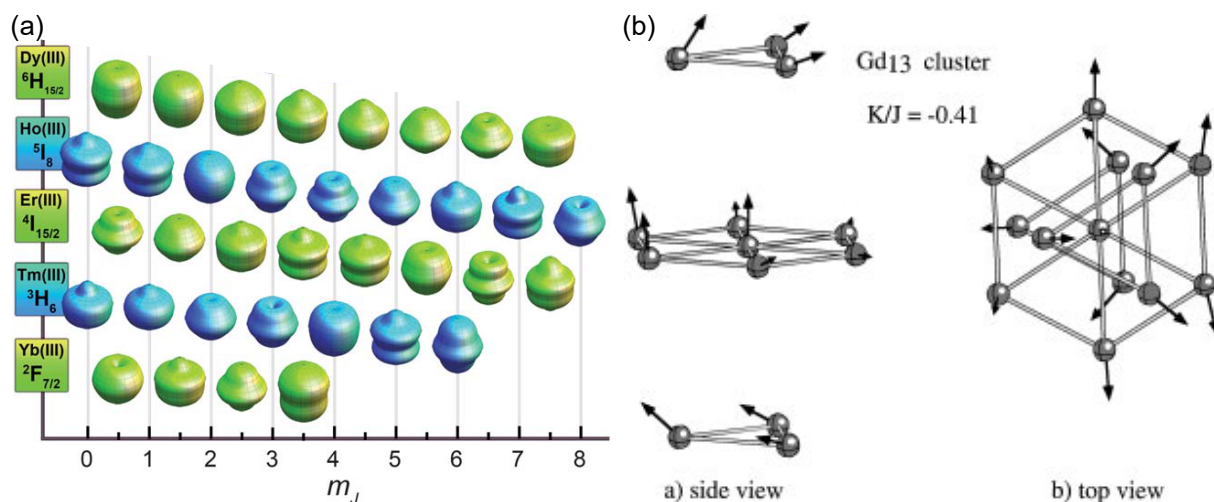 (a)
Dy(III)
⁶H₁₅/₂
Ho(III)
⁵I₈
Er(III)
⁴I₁₅/₂
Tm(III)
³H₆
Yb(III)
²F₇/₂
0 1 2 3 4 5 6 7 8
m_J
(b)
Gd₁₃ cluster
K/J = -0.41
a) side view
b) top view